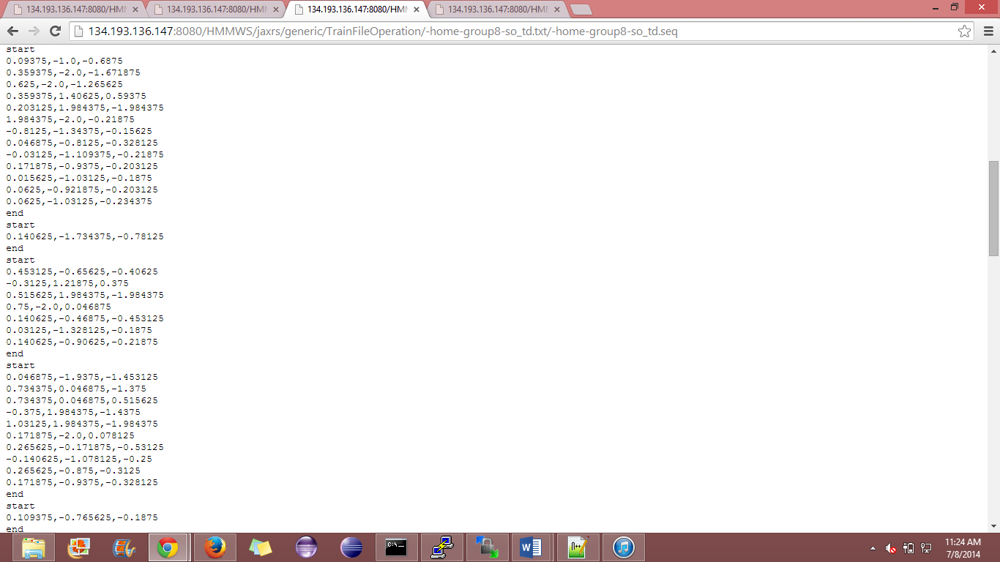 134.193.136.147:8080/HMM
134.193.136.147:8080/HMM
134.193.136.147:8080/HMM
134.193.136.147:8080/HMM
134.193.136.147:8080/HMMWS/jaxrs/generic/TrainFileOperation/-home-group8-so_td.txt/-home-group8-so_td.seq
start
0.09375,-1.0,-0.6875
0.359375,-2.0,-1.671875
0.625,-2.0,-1.265625
0.359375,1.40625,0.59375
0.203125,1.984375,-1.984375
1.984375,-2.0,-0.21875
-0.8125,-1.34375,-0.15625
0.046875,-0.8125,-0.328125
-0.03125,-1.109375,-0.21875
0.171875,-0.9375,-0.203125
0.015625,-1.03125,-0.1875
0.0625,-0.921875,-0.203125
0.0625,-1.03125,-0.234375
end
start
0.140625,-1.734375,-0.78125
end
start
0.453125,-0.65625,-0.40625
-0.3125,1.21875,0.375
0.515625,1.984375,-1.984375
0.75,-2.0,0.046875
0.140625,-0.46875,-0.453125
0.03125,-1.328125,-0.1875
0.140625,-0.90625,-0.21875
end
start
0.046875,-1.9375,-1.453125
0.734375,0.046875,-1.375
0.734375,0.046875,0.515625
-0.375,1.984375,-1.4375
1.03125,1.984375,-1.984375
0.171875,-2.0,0.078125
0.265625,-0.171875,-0.53125
-0.140625,-1.078125,-0.25
0.265625,-0.875,-0.3125
0.171875,-0.9375,-0.328125
end
start
0.109375,-0.765625,-0.1875
end
11:24 AM
7/8/2014